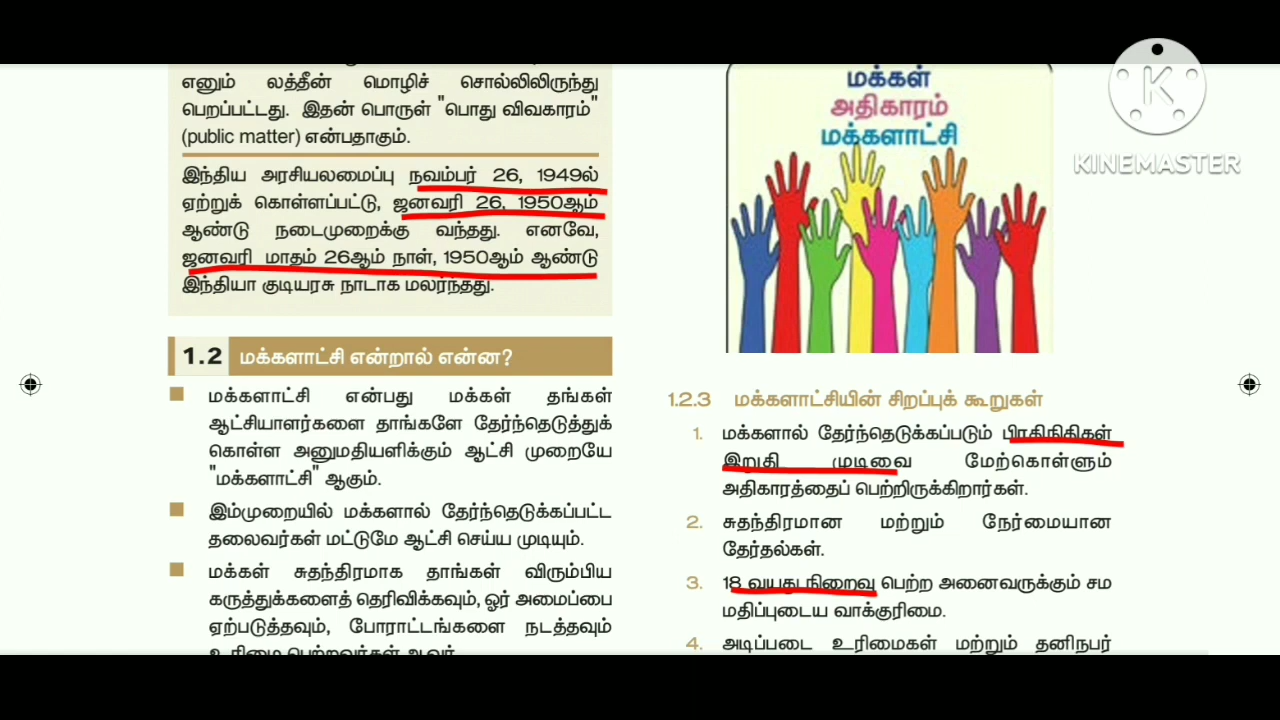 எனும் லத்தீன் மொழிச் சொல்லிலிருந்து
பெறப்பட்டது. இதன் பொருள் "பொது விவகாரம்"
(public matter) என்பதாகும்.
இந்திய அரசியலமைப்பு நவம்பர் 26, 1949ல்
ஏற்றுக் கொள்ளப்பட்டு, ஜனவரி 26, 1950ஆம்
ஆண்டு நடைமுறைக்கு வந்தது. எனவே,
ஜனவரி மாதம் 26ஆம் நாள், 1950ஆம் ஆண்டு
இந்தியா குடியரசு நாடாக மலர்ந்தது.
1.2 மக்களாட்சி என்றால் என்ன?
மக்களாட்சி என்பது மக்கள் தங்கள்
ஆட்சியாளர்களை தாங்களே தேர்ந்தெடுத்துக்
கொள்ள அனுமதியளிக்கும் ஆட்சி முறையே
"மக்களாட்சி" ஆகும்.
இம்முறையில் மக்களால் தேர்ந்தெடுக்கப்பட்ட
தலைவர்கள் மட்டுமே ஆட்சி செய்ய முடியும்.
மக்கள் சுதந்திரமாக தாங்கள் விரும்பிய
கருத்துக்களைத் தெரிவிக்கவும், ஓர் அமைப்பை
ஏற்படுத்தவும், போராட்டங்களை நடத்தவும்
உரிமை பெற்றவர்கள் ஆவர்.
மக்கள்
அதிகாரம்
மக்களாட்சி
K
KINEMASTER
1.2.3 மக்களாட்சியின் சிறப்புக் கூறுகள்
1. மக்களால் தேர்ந்தெடுக்கப்படும் பிரதிநிதிகள்
இறுதி முடிவை மேற்கொள்ளும்
அதிகாரத்தைப் பெற்றிருக்கிறார்கள்.
2. சுதந்திரமான மற்றும் நேர்மையான
தேர்தல்கள்.
3. 18 வயது நிறைவு பெற்ற அனைவருக்கும் சம
மதிப்புடைய வாக்குரிமை.
4. அடிப்படை உரிமைகள் மற்றும் தனிநபர்